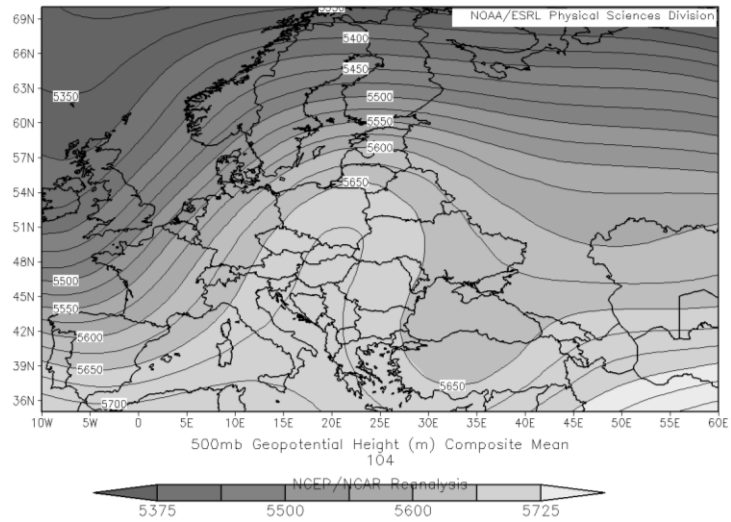 NOAA/ESRL Physical Sciences Division
69N
66N
63N
60N
57N
54N
51N
48N
45N
42N
39N
36N
5400
5450
5350
5500
5550
5600
5650
5500
5550
5600
5650
5650
5700
10W 5W 0 5E 10E 15E 20E 25E 30E 35E 40E 45E 50E 55E 60E
500mb Geopotential Height (m) Composite Mean
104
NCEP/NCAR Reanalysis
5375 5500 5600 5725